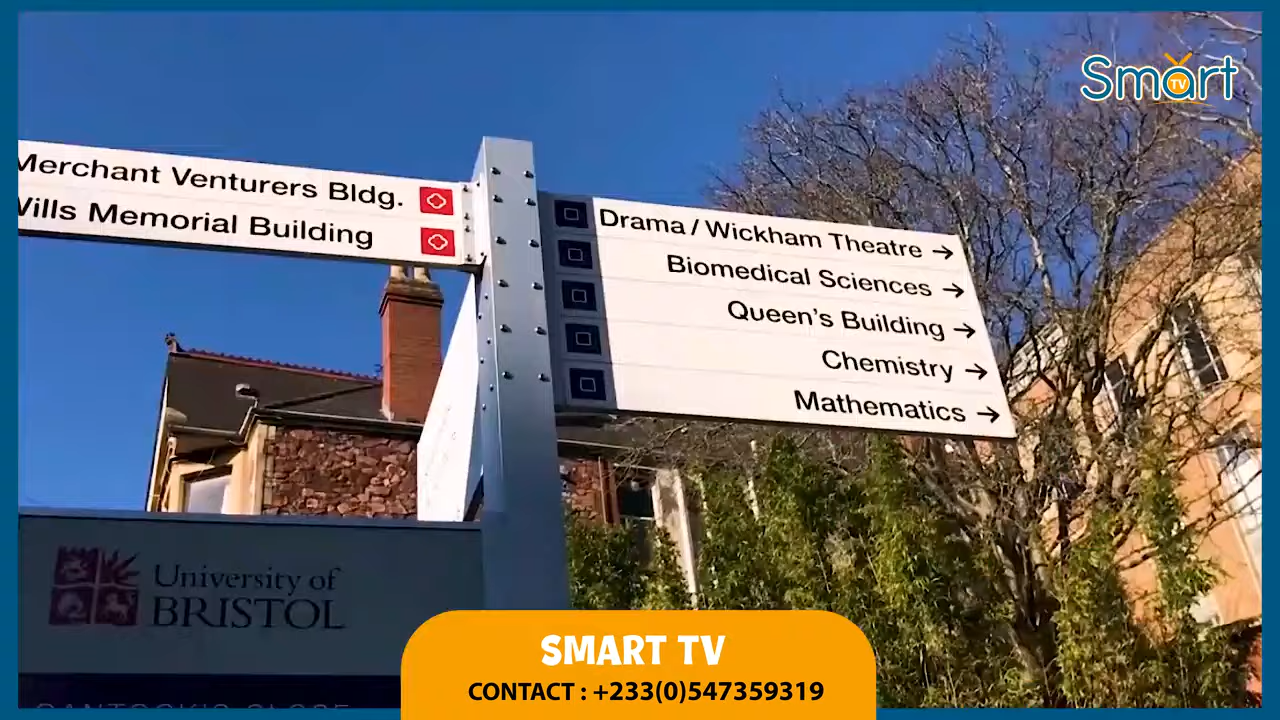 Smart
TV
Merchant Venturers Bldg.
Wills Memorial Building
Drama / Wickham Theatre →
Biomedical Sciences →
Queen's Building →
Chemistry →
Mathematics →
University of
BRISTOL
SMART TV
CONTACT : +233(0)547359319